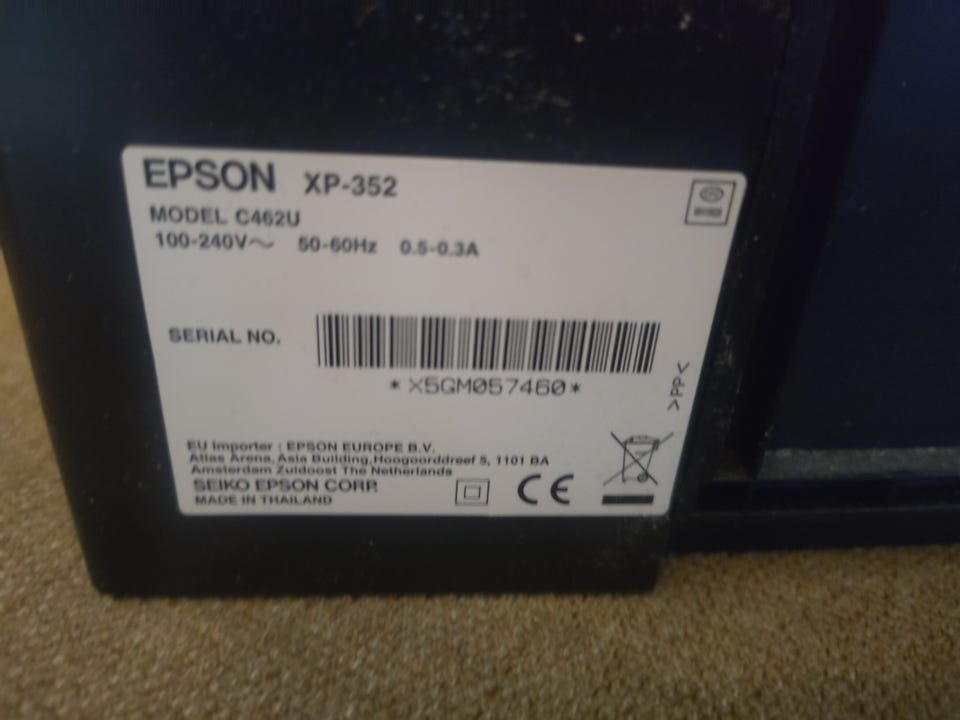 EPSON XP-352
MODEL C462U
100-240V～ 50-60Hz 0.5-0.3A
SERIAL NO.
*X5GM057460*
>PP<
EU Importer : EPSON EUROPE B.V.
Atlas Arena, Asia Building, Hoogoorddreef 5, 1101 BA
Amsterdam Zuidoost The Netherlands
SEIKO EPSON CORP.
MADE IN THAILAND
CE